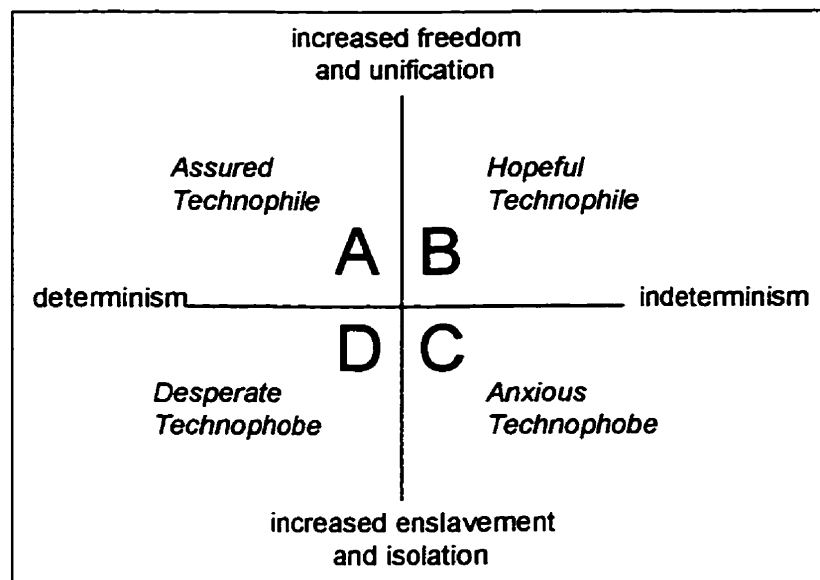 increased freedom
and unification
Assured
Technophile
Hopeful
Technophile
A
B
determinism
indeterminism
D
C
Desperate
Technophobe
Anxious
Technophobe
increased enslavement
and isolation